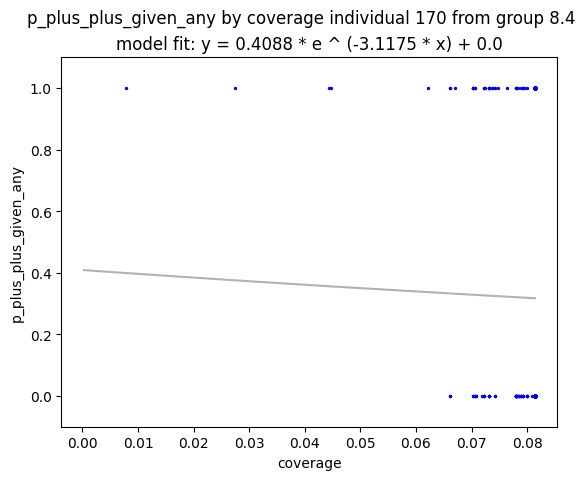 p_plus_plus_given_any by coverage individual 170 from group 8.4
model fit: y = 0.4088 * e ^ (-3.1175 * x) + 0.0
1.0
0.8
0.6
0.4
0.2
0.0
p_plus_plus_given_any
0.00 0.01 0.02 0.03 0.04 0.05 0.06 0.07 0.08
coverage